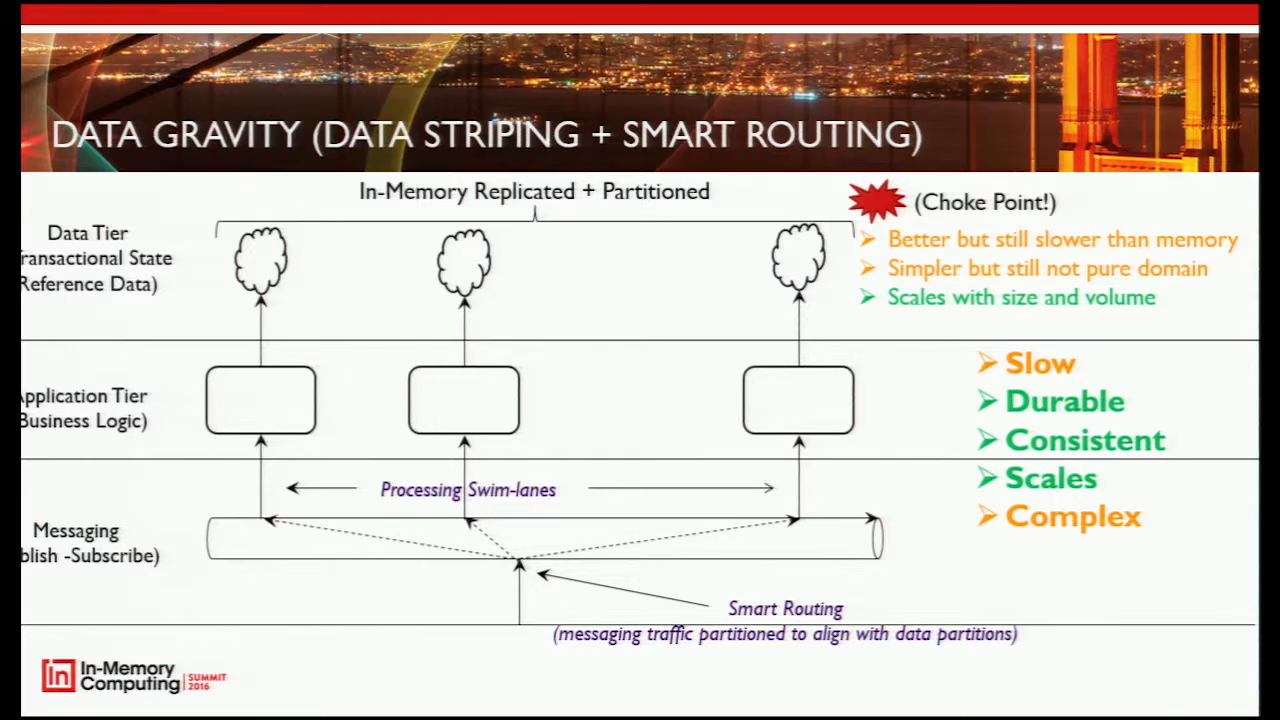 DATA GRAVITY (DATA STRIPING + SMART ROUTING)
In-Memory Replicated + Partitioned
(Choke Point!)
Data Tier
ransactional State
Reference Data)
Better but still slower than memory
Simpler but still not pure domain
Scales with size and volume
Slow
Durable
Consistent
Scales
Complex
pplication Tier
Business Logic)
Processing Swim-lanes
Messaging
blish -Subscribe)
Smart Routing
(messaging traffic partitioned to align with data partitions)
In In-Memory
Computing
SUMMIT
2016